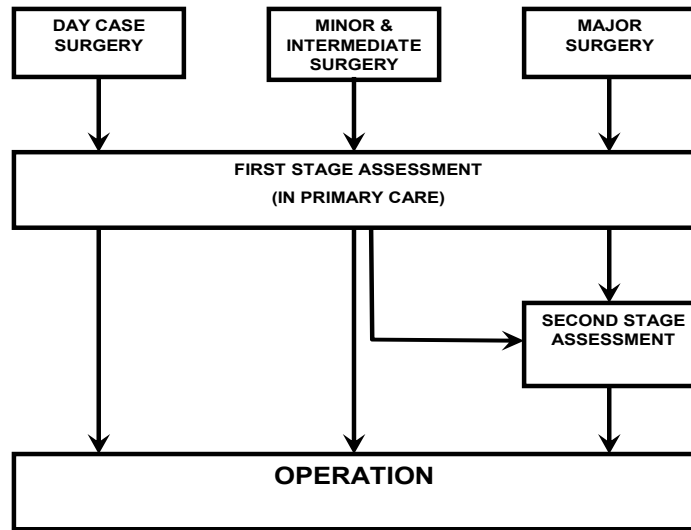 DAY CASE
SURGERY
MINOR &
INTERMEDIATE
SURGERY
MAJOR
SURGERY
FIRST STAGE ASSESSMENT
(IN PRIMARY CARE)
SECOND STAGE
ASSESSMENT
OPERATION